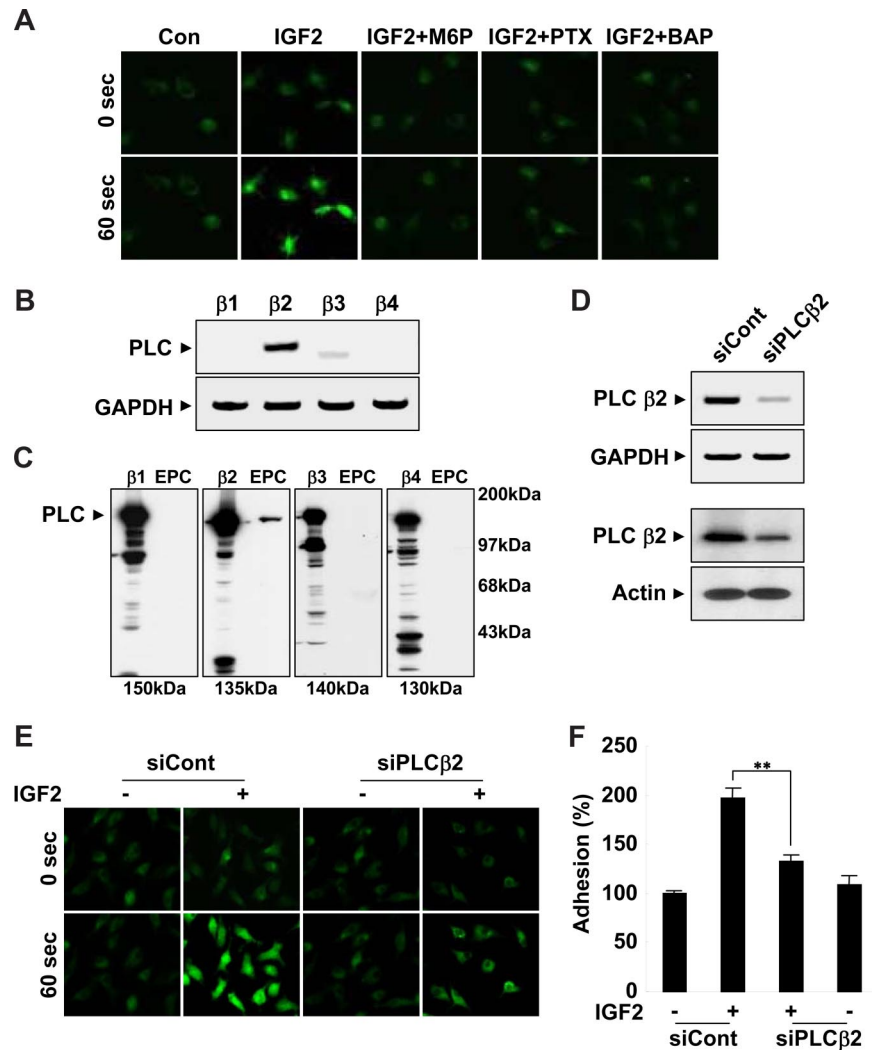 A
Con IGF2 IGF2+M6P IGF2+PTX IGF2+BAP
0 sec
60 sec
B
β1 β2 β3 β4
PLC
GAPDH
C
β1 EPC β2 EPC β3 EPC β4 EPC
PLC
200kDa
97kDa
68kDa
43kDa
150kDa 135kDa 140kDa 130kDa
D
siCont siPLCβ2
PLC β2
GAPDH
PLC β2
Actin
E
siCont siPLCβ2
IGF2 - + - +
0 sec
60 sec
F
Adhesion (%)
250
200
150
100
50
0
**
IGF2 - + + -
siCont siPLCβ2